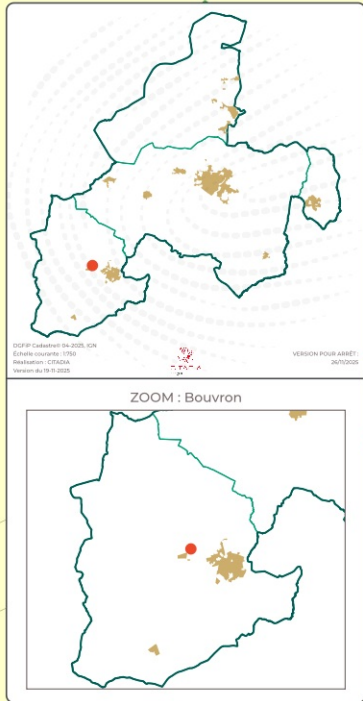 DGFIP Cadastre® 04-2025, IGN
Échelle courante : 1:750
Réalisation : CITADIA
Version du 19-11-2025
CITADIA
VERSION POUR ARRÊT :
26/11/2025
ZOOM : Bouvron